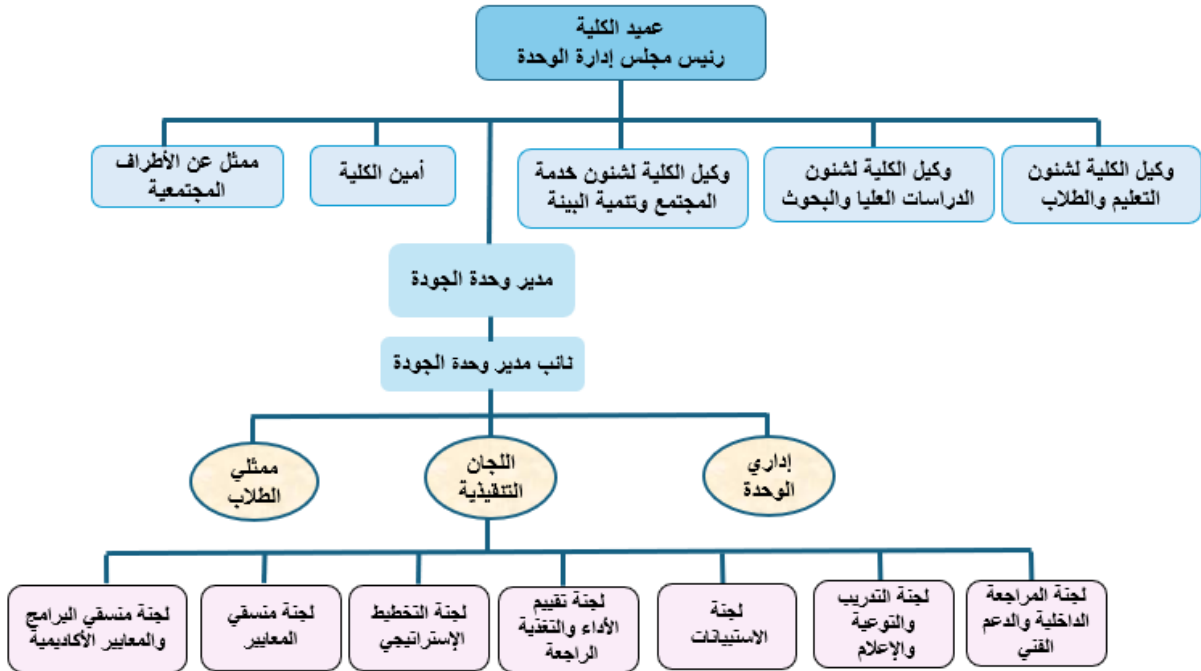 عميد الكلية
رئيس مجلس إدارة الوحدة
وكيل الكلية لشئون
التعليم والطلاب
وكيل الكلية لشئون
الدراسات العليا والبحوث
وكيل الكلية لشئون خدمة
المجتمع وتنمية البيئة
أمين الكلية
ممثل عن الأطراف
المجتمعية
مدير وحدة الجودة
نائب مدير وحدة الجودة
إداري
الوحدة
اللجان
التنفيذية
ممثلي
الطلاب
لجنة المراجعة
الداخلية والدعم
الفني
لجنة التدريب
والتوعية
والإعلام
لجنة
الاستبيانات
لجنة تقييم
الأداء والتغذية
الراجعة
لجنة التخطيط
الإستراتيجي
لجنة منسقي
المعايير
لجنة منسقي البرامج
والمعايير الأكاديمية